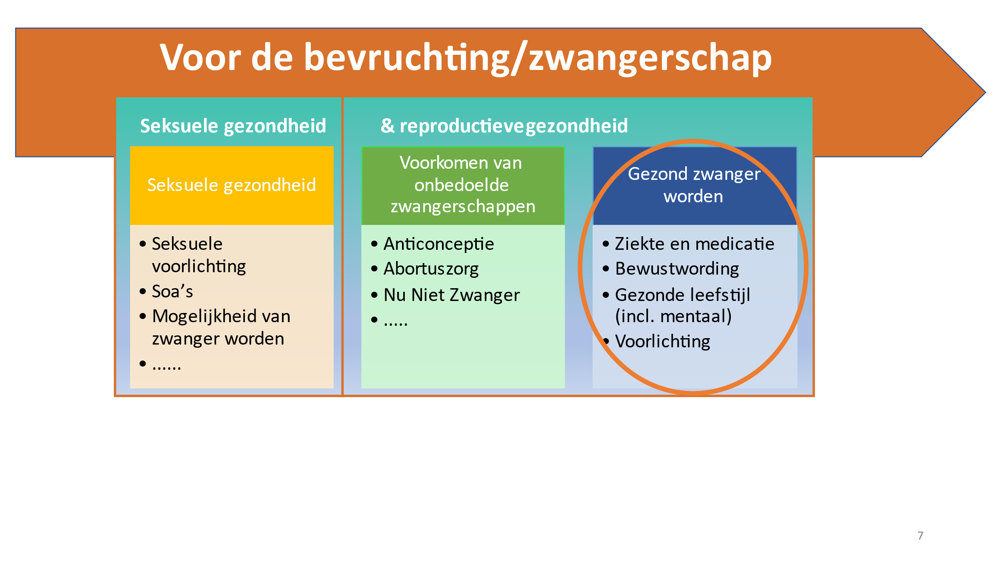 Voor de bevruchting/zwangerschap
Seksuele gezondheid
& reproductievegezondheid
Seksuele gezondheid
• Seksuele
voorlichting
• Soa's
• Mogelijkheid van
zwanger worden
• ......
Voorkomen van
onbedoelde
zwangerschappen
• Anticonceptie
• Abortuszorg
• Nu Niet Zwanger
• .....
Gezond zwanger
worden
• Ziekte en medicatie
• Bewustwording
• Gezonde leefstijl
(incl. mentaal)
• Voorlichting
7